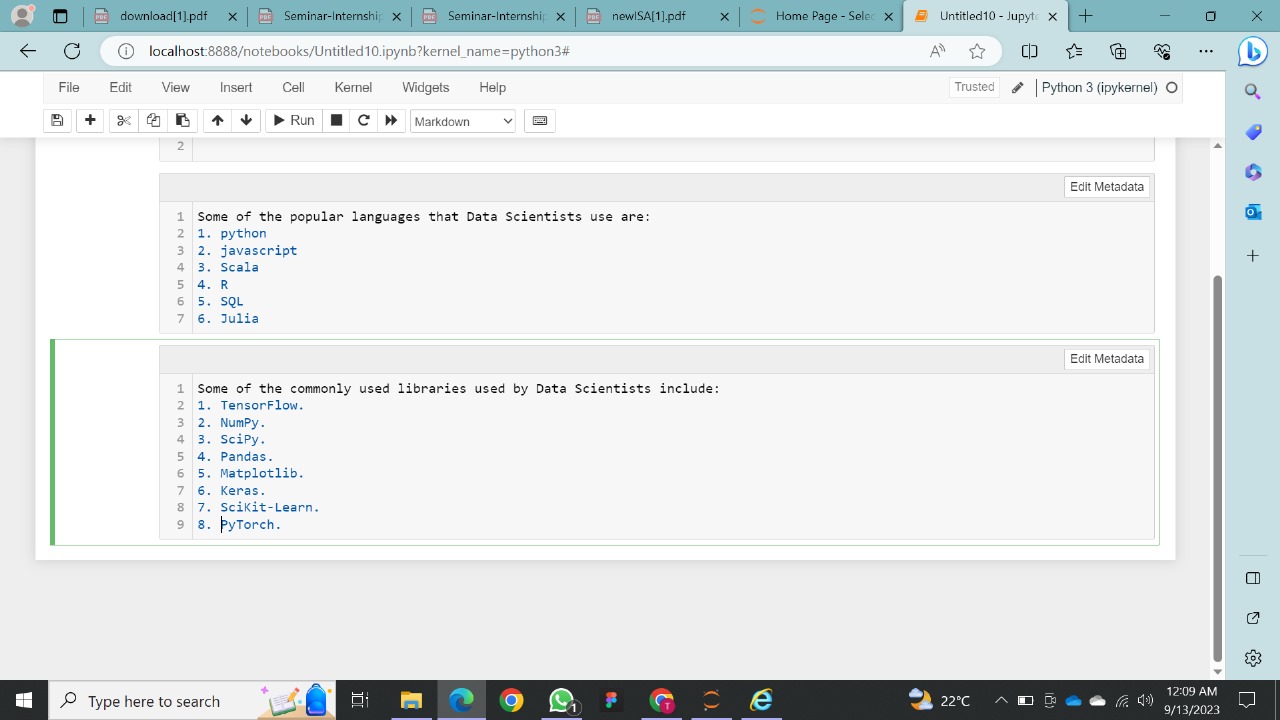 download[1].pdf
Seminar-Internship
Seminar-Internship
newISA[1].pdf
Home Page - Selec
Untitled10 - Jupyte
localhost:8888/notebooks/Untitled10.ipynb?kernel_name=python3#
File Edit View Insert Cell Kernel Widgets Help
Trusted
Python 3 (ipykernel)
Run
Markdown
2
Edit Metadata
1 Some of the popular languages that Data Scientists use are:
2 1. python
3 2. javascript
4 3. Scala
5 4. R
6 5. SQL
7 6. Julia
Edit Metadata
1 Some of the commonly used libraries used by Data Scientists include:
2 1. TensorFlow.
3 2. NumPy.
4 3. SciPy.
5 4. Pandas.
6 5. Matplotlib.
7 6. Keras.
8 7. SciKit-Learn.
9 8. PyTorch.
Type here to search
1
22°C
12:09 AM
9/13/2023